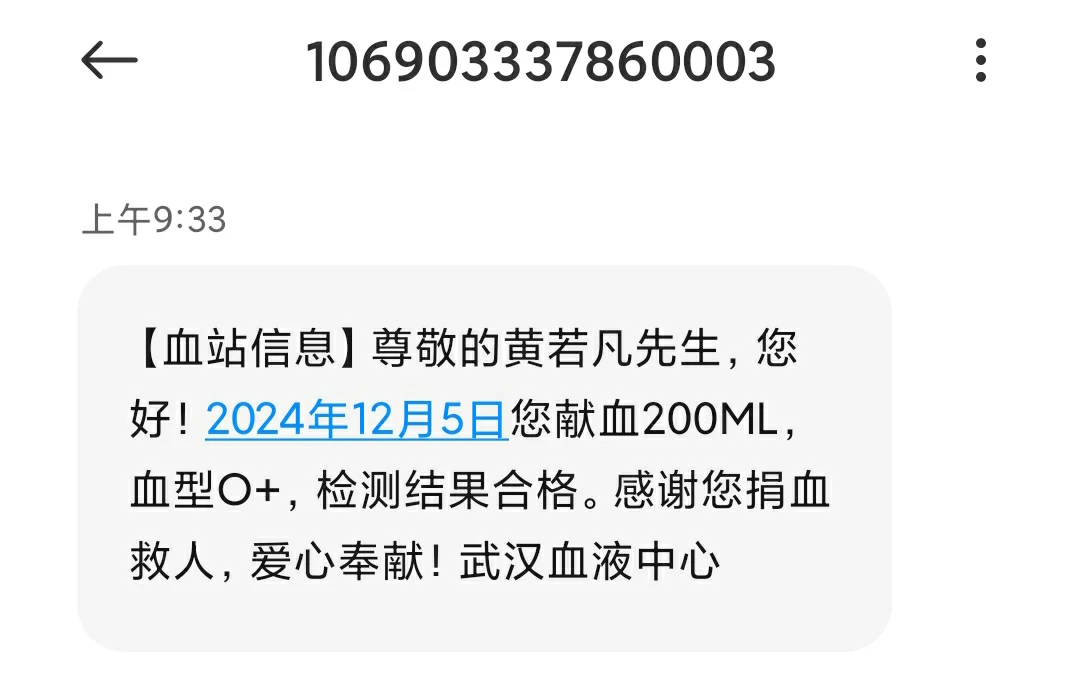 106903337860003
上午9:33
【血站信息】尊敬的黄若凡先生，您
好！2024年12月5日您献血200ML，
血型O+，检测结果合格。感谢您捐血
救人，爱心奉献！武汉血液中心